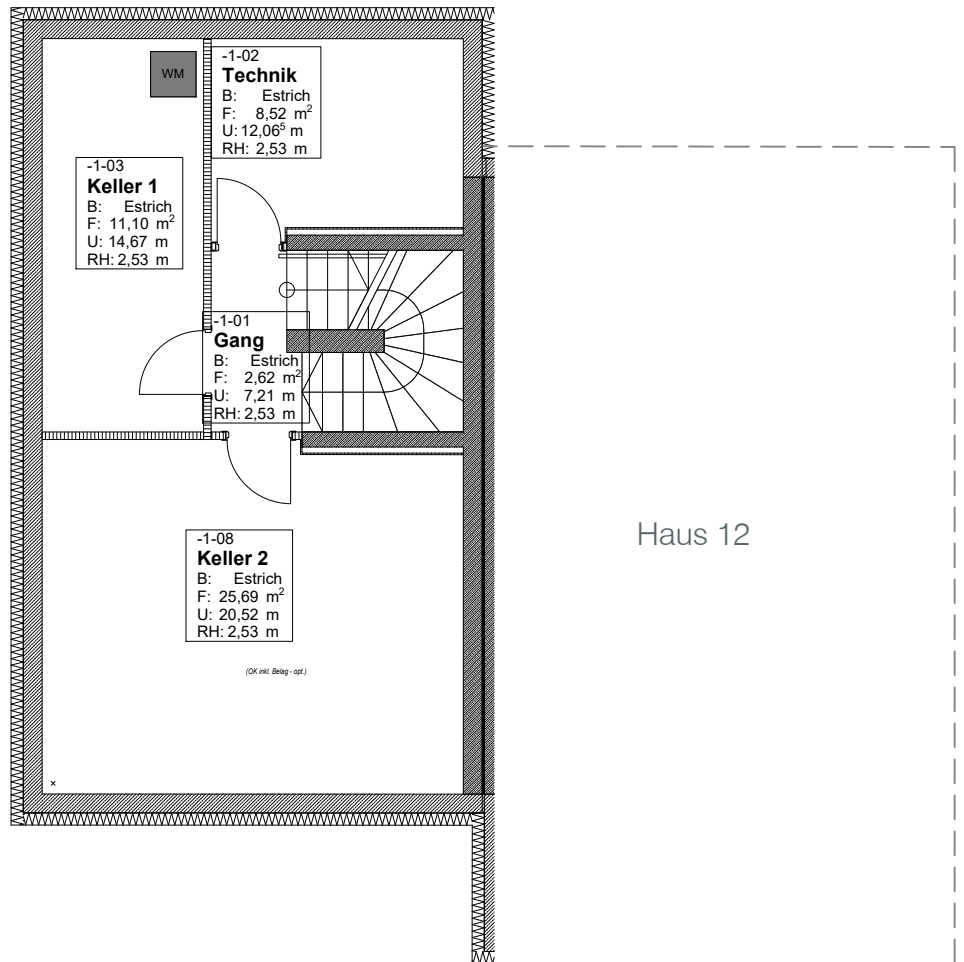 -1-02
Technik
B: Estrich
F: 8,52 m²
U: 12,06⁵ m
RH: 2,53 m
WM
-1-03
Keller 1
B: Estrich
F: 11,10 m²
U: 14,67 m
RH: 2,53 m
-1-01
Gang
B: Estrich
F: 2,62 m²
U: 7,21 m
RH: 2,53 m
-1-08
Keller 2
B: Estrich
F: 25,69 m²
U: 20,52 m
RH: 2,53 m
(OK inkl. Belag - opt.)
Haus 12